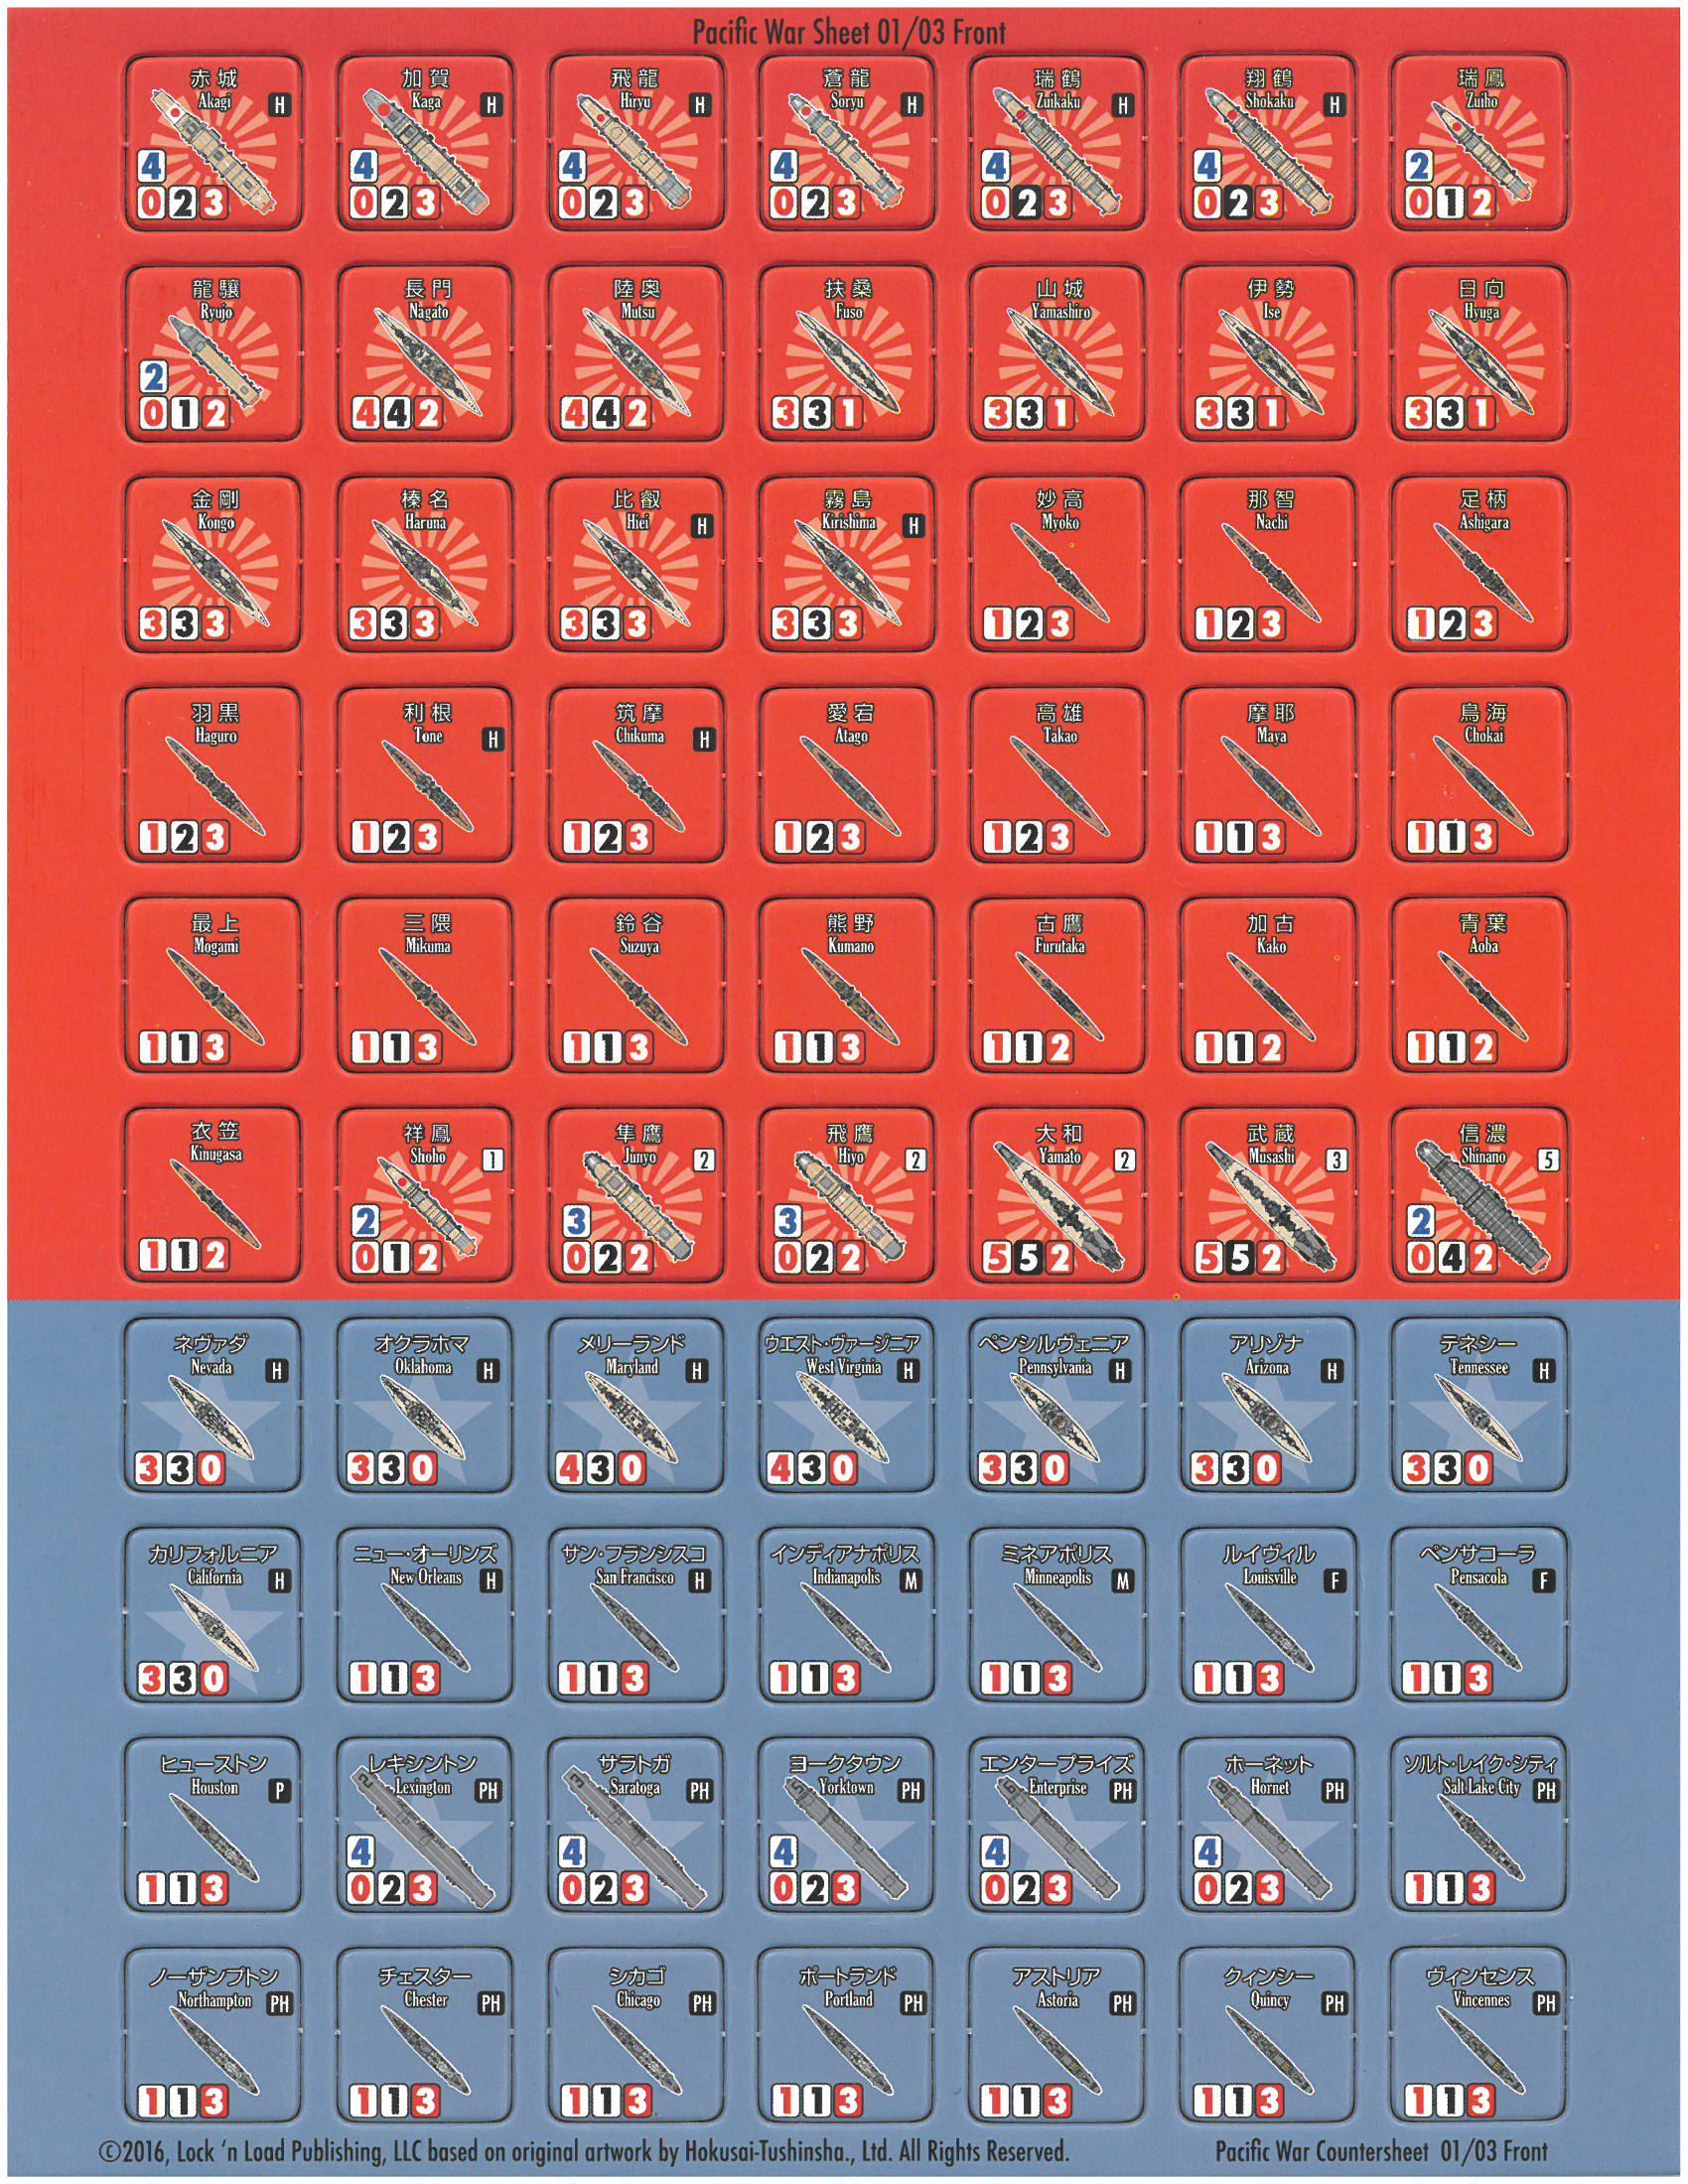 Pacific War Sheet 01/03 Front
赤城
Akagi
H
4
0 2 3
加賀
Kaga
H
4
0 2 3
飛龍
Hiryu
H
4
0 2 3
蒼龍
Soryu
H
4
0 2 3
瑞鶴
Zuikaku
H
4
0 2 3
翔鶴
Shokaku
H
4
0 2 3
瑞鳳
Zuiho
2
0 1 2
龍驤
Ryujo
2
0 1 2
長門
Nagato
4 4 2
陸奥
Mutsu
4 4 2
扶桑
Fuso
3 3 1
山城
Yamashiro
3 3 1
伊勢
Ise
3 3 1
日向
Hyuga
3 3 1
金剛
Kongo
3 3 3
榛名
Haruna
3 3 3
比叡
Hiei
H
3 3 3
霧島
Kirishima
H
3 3 3
妙高
Myoko
1 2 3
那智
Nachi
1 2 3
足柄
Ashigara
1 2 3
羽黒
Haguro
1 2 3
利根
Tone
H
1 2 3
筑摩
Chikuma
H
1 2 3
愛宕
Atago
1 2 3
高雄
Takao
1 2 3
摩耶
Maya
1 1 3
鳥海
Chokai
1 1 3
最上
Mogami
1 1 3
三隈
Mikuma
1 1 3
鈴谷
Suzuya
1 1 3
熊野
Kumano
1 1 3
古鷹
Furutaka
1 1 2
加古
Kako
1 1 2
青葉
Aoba
1 1 2
衣笠
Kinugasa
1 1 2
祥鳳
Shoho
1
2
0 1 2
隼鷹
Junyo
2
3
0 2 2
飛鷹
Hiyo
2
3
0 2 2
大和
Yamato
2
5 5 2
武蔵
Musashi
3
5 5 2
信濃
Shinano
5
2
0 4 2
ネヴァダ
Nevada
H
3 3 0
オクラホマ
Oklahoma
H
3 3 0
メリーランド
Maryland
H
4 3 0
ウエスト・ヴァージニア
West Virginia
H
4 3 0
ペンシルヴェニア
Pennsylvania
H
3 3 0
アリゾナ
Arizona
H
3 3 0
テネシー
Tennessee
H
3 3 0
カリフォルニア
California
H
3 3 0
ニュー・オーリンズ
New Orleans
H
1 1 3
サン・フランシスコ
San Francisco
H
1 1 3
インディアナポリス
Indianapolis
M
1 1 3
ミネアポリス
Minneapolis
M
1 1 3
ルイヴィル
Louisville
F
1 1 3
ペンサコーラ
Pensacola
F
1 1 3
ヒューストン
Houston
P
1 1 3
レキシントン
Lexington
PH
4
0 2 3
サラトガ
Saratoga
PH
4
0 2 3
ヨークタウン
Yorktown
PH
4
0 2 3
エンタープライズ
Enterprise
PH
4
0 2 3
ホーネット
Hornet
PH
4
0 2 3
ソルト・レイク・シティ
Salt Lake City
PH
1 1 3
ノーザンプトン
Northampton
PH
1 1 3
チェスター
Chester
PH
1 1 3
シカゴ
Chicago
PH
1 1 3
ポートランド
Portland
PH
1 1 3
アストリア
Astoria
PH
1 1 3
クィンシー
Quincy
PH
1 1 3
ヴィンセンス
Vincennes
PH
1 1 3
©2016, Lock 'n Load Publishing, LLC based on original artwork by Hokusai-Tushinsha., Ltd. All Rights Reserved.
Pacific War Countersheet 01/03 Front